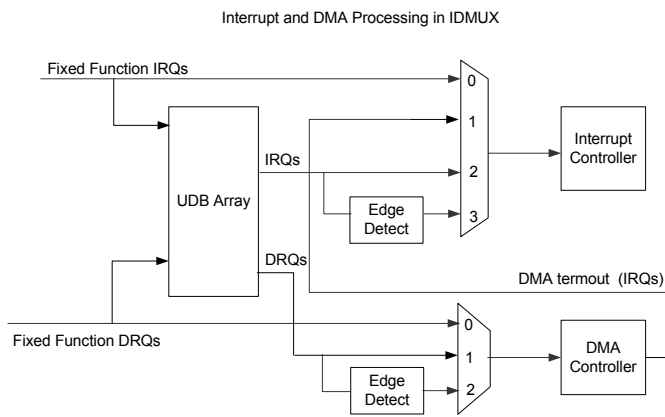 Interrupt and DMA Processing in IDMUX
Fixed Function IRQs
0
1
Interrupt
Controller
IRQs
2
UDB Array
Edge
Detect
3
DRQs
DMA termout (IRQs)
0
Fixed Function DRQs
1
DMA
Controller
Edge
Detect
2